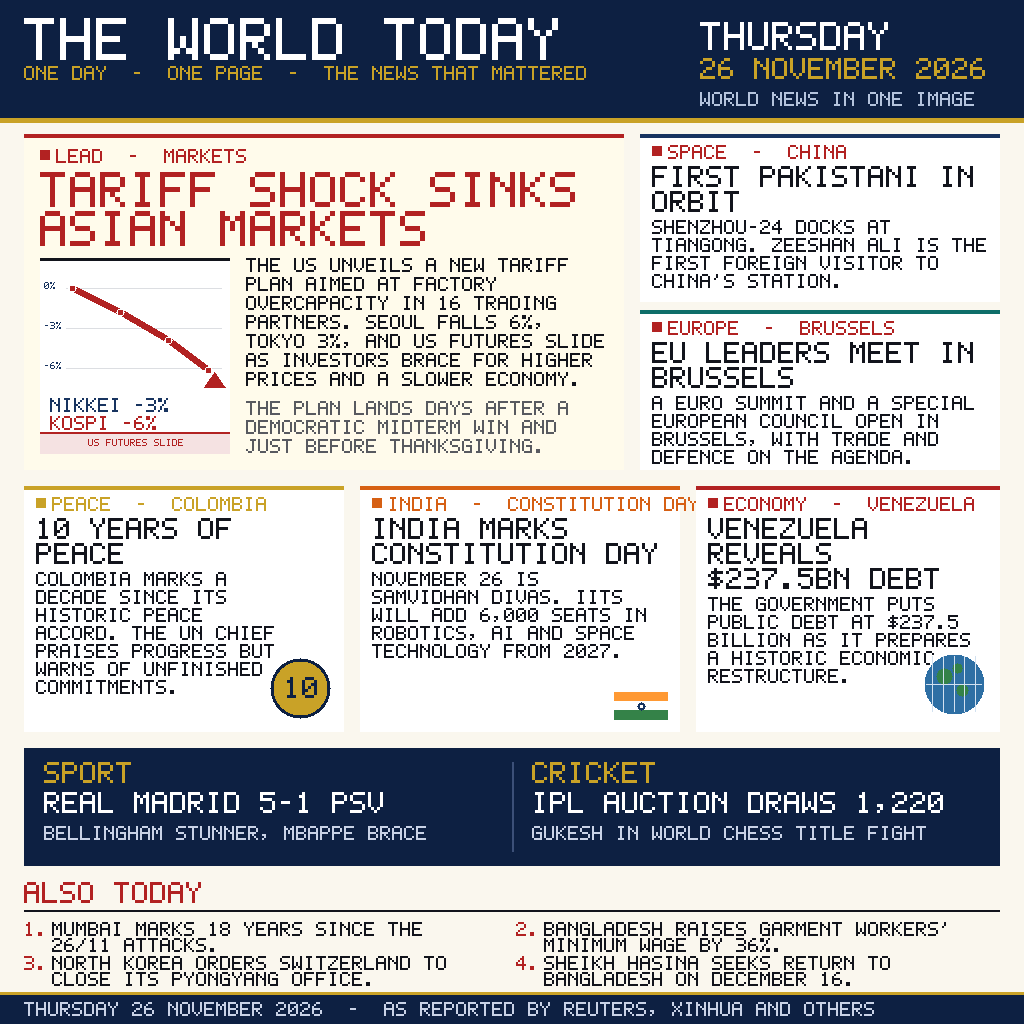 THE WORLD TODAY
ONE DAY - ONE PAGE - THE NEWS THAT MATTERED
THURSDAY
26 NOVEMBER 2026
WORLD NEWS IN ONE IMAGE
LEAD - MARKETS
TARIFF SHOCK SINKS
ASIAN MARKETS
0%
-3%
-6%
NIKKEI -3%
KOSPI -6%
US FUTURES SLIDE
THE US UNVEILS A NEW TARIFF
PLAN AIMED AT FACTORY
OVERCAPACITY IN 16 TRADING
PARTNERS. SEOUL FALLS 6%,
TOKYO 3%, AND US FUTURES SLIDE
AS INVESTORS BRACE FOR HIGHER
PRICES AND A SLOWER ECONOMY.
THE PLAN LANDS DAYS AFTER A
DEMOCRATIC MIDTERM WIN AND
JUST BEFORE THANKSGIVING.
SPACE - CHINA
FIRST PAKISTANI IN
ORBIT
SHENZHOU-24 DOCKS AT
TIANGONG. ZEESHAN ALI IS THE
FIRST FOREIGN VISITOR TO
CHINA'S STATION.
EUROPE - BRUSSELS
EU LEADERS MEET IN
BRUSSELS
A EURO SUMMIT AND A SPECIAL
EUROPEAN COUNCIL OPEN IN
BRUSSELS, WITH TRADE AND
DEFENCE ON THE AGENDA.
PEACE - COLOMBIA
10 YEARS OF
PEACE
COLOMBIA MARKS A
DECADE SINCE ITS
HISTORIC PEACE
ACCORD. THE UN CHIEF
PRAISES PROGRESS BUT
WARNS OF UNFINISHED
COMMITMENTS.
10
INDIA - CONSTITUTION DAY
INDIA MARKS
CONSTITUTION DAY
NOVEMBER 26 IS
SAMVIDHAN DIVAS. IITS
WILL ADD 6,000 SEATS IN
ROBOTICS, AI AND SPACE
TECHNOLOGY FROM 2027.
ECONOMY - VENEZUELA
VENEZUELA
REVEALS
$237.5BN DEBT
THE GOVERNMENT PUTS
PUBLIC DEBT AT $237.5
BILLION AS IT PREPARES
A HISTORIC ECONOMIC
RESTRUCTURE.
SPORT
REAL MADRID 5-1 PSV
BELLINGHAM STUNNER, MBAPPE BRACE
CRICKET
IPL AUCTION DRAWS 1,220
GUKESH IN WORLD CHESS TITLE FIGHT
ALSO TODAY
1. MUMBAI MARKS 18 YEARS SINCE THE
26/11 ATTACKS.
2. BANGLADESH RAISES GARMENT WORKERS'
MINIMUM WAGE BY 36%.
3. NORTH KOREA ORDERS SWITZERLAND TO
CLOSE ITS PYONGYANG OFFICE.
4. SHEIKH HASINA SEEKS RETURN TO
BANGLADESH ON DECEMBER 16.
THURSDAY 26 NOVEMBER 2026 - AS REPORTED BY REUTERS, XINHUA AND OTHERS